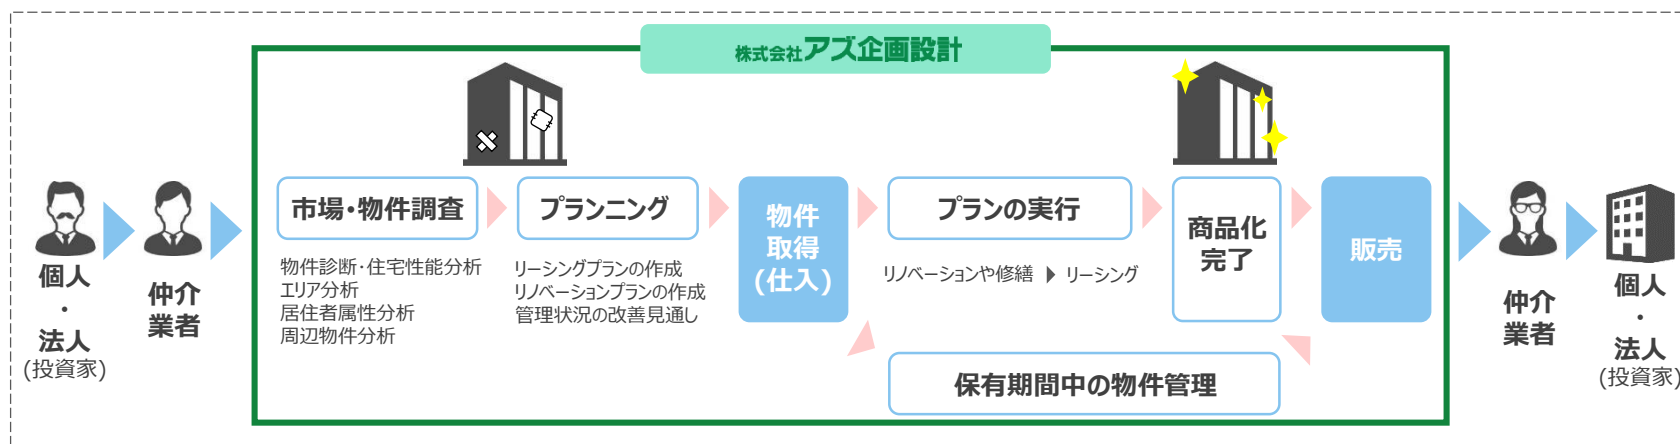 株式会社アズ企画設計
個人
・
法人
(投資家)
仲介
業者
市場・物件調査
物件診断・住宅性能分析
エリア分析
居住者属性分析
周辺物件分析
プランニング
リーシングプランの作成
リノベーションプランの作成
管理状況の改善見通し
物件
取得
(仕入)
プランの実行
リノベーションや修繕 ▶ リーシング
保有期間中の物件管理
商品化
完了
販売
仲介
業者
個人
・
法人
(投資家)